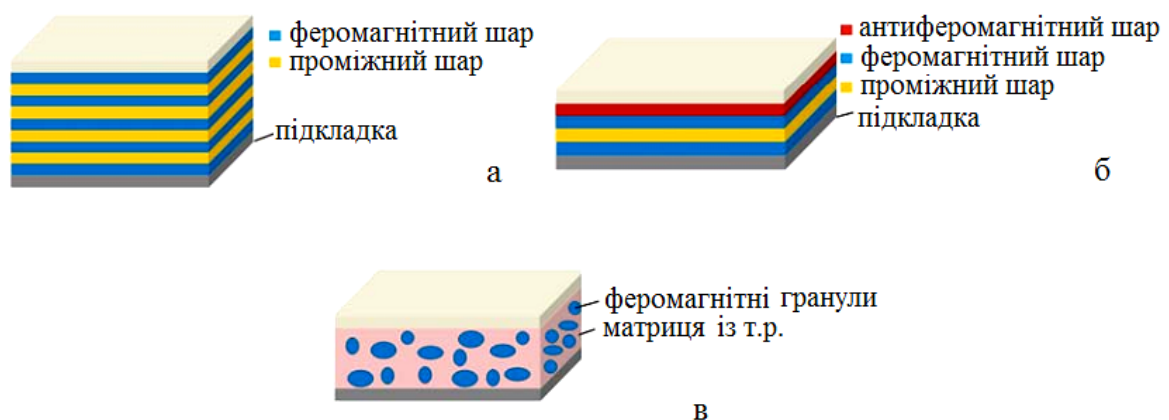 феромагнітний шар
проміжний шар
підкладка
а
антиферомагнітний шар
феромагнітний шар
проміжний шар
підкладка
б
феромагнітні гранули
матриця із т.р.
в